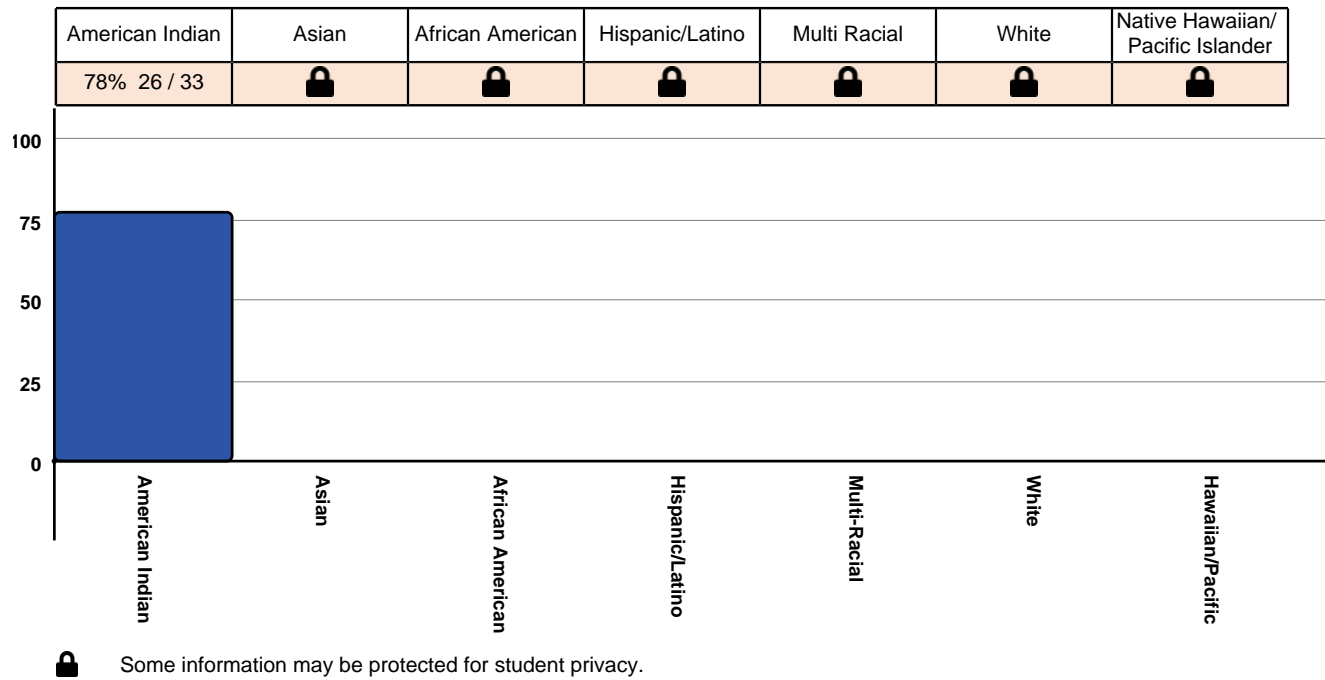 American Indian Asian African American Hispanic/Latino Multi Racial White Native Hawaiian/
Pacific Islander
78% 26 / 33
100
75
50
25
0
American Indian
Asian
African American
Hispanic/Latino
Multi-Racial
White
Hawaiian/Pacific
Some information may be protected for student privacy.